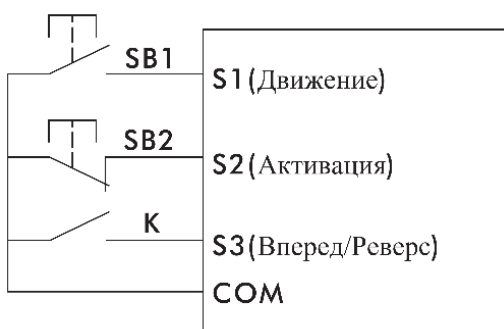 SB1
S1(Движение)
SB2
S2(Активация)
K
S3(Вперед/Реверс)
COM